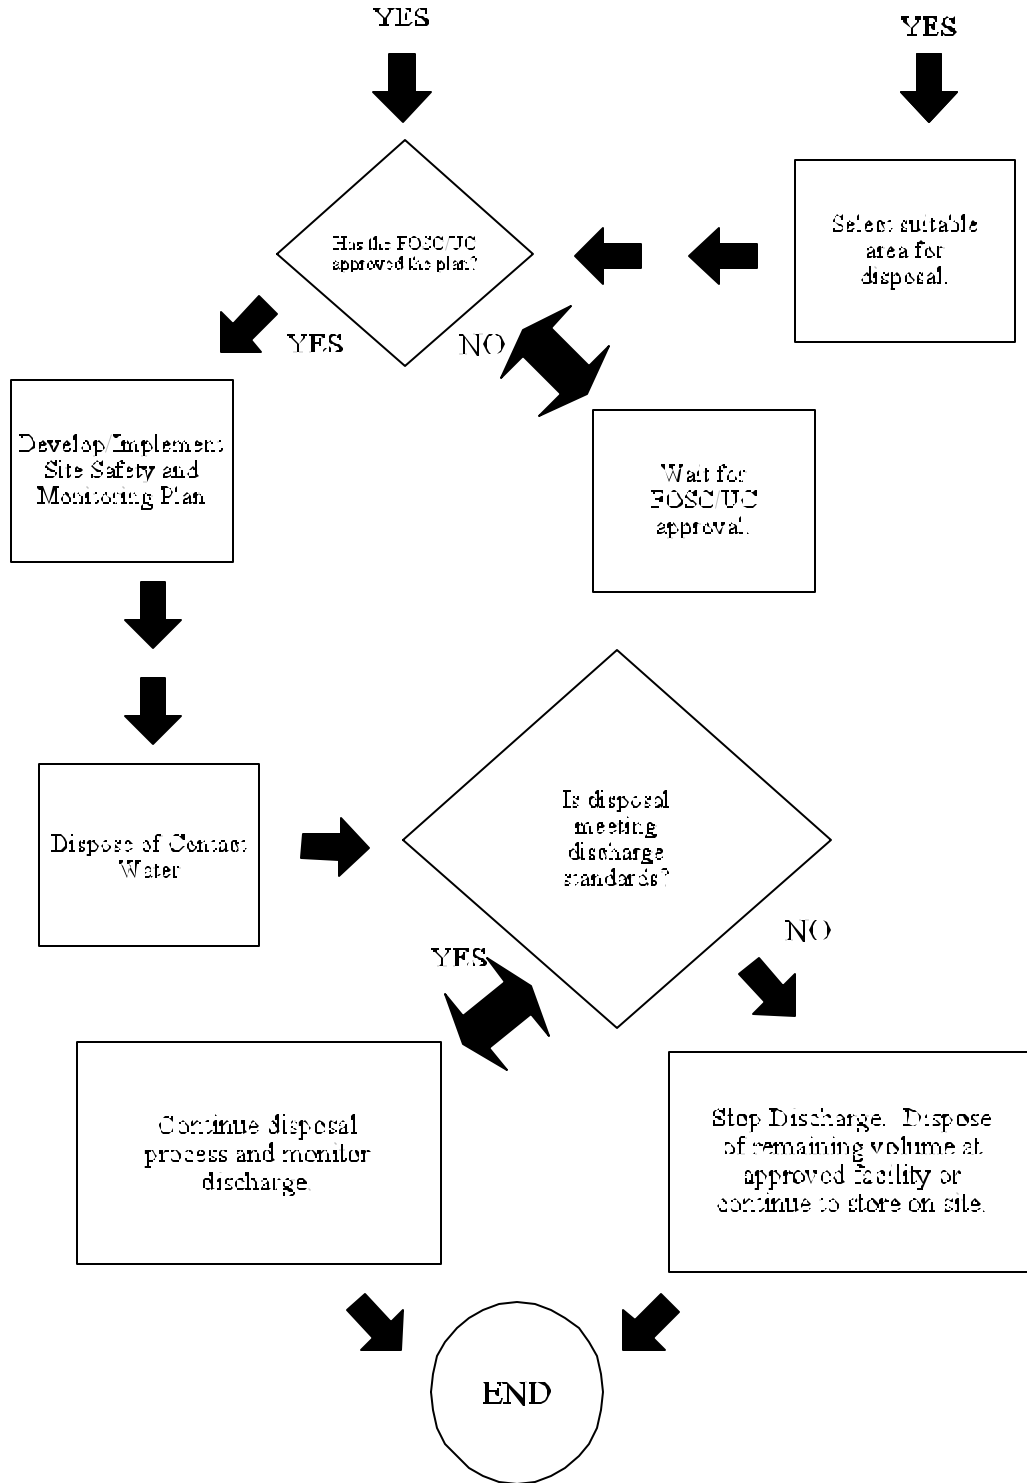 YES
YES
Has the FOSC/UC
approved the plan?
Select suitable
area for
disposal.
YES
NO
Develop/Implement
Site Safety and
Monitoring Plan
Wait for
FOSC/UC
approval.
Dispose of Contact
Water
Is disposal
meeting
discharge
standards?
YES
NO
Continue disposal
process and monitor
discharge.
Stop Discharge. Dispose
of remaining volume at
approved facility or
continue to store on site.
END